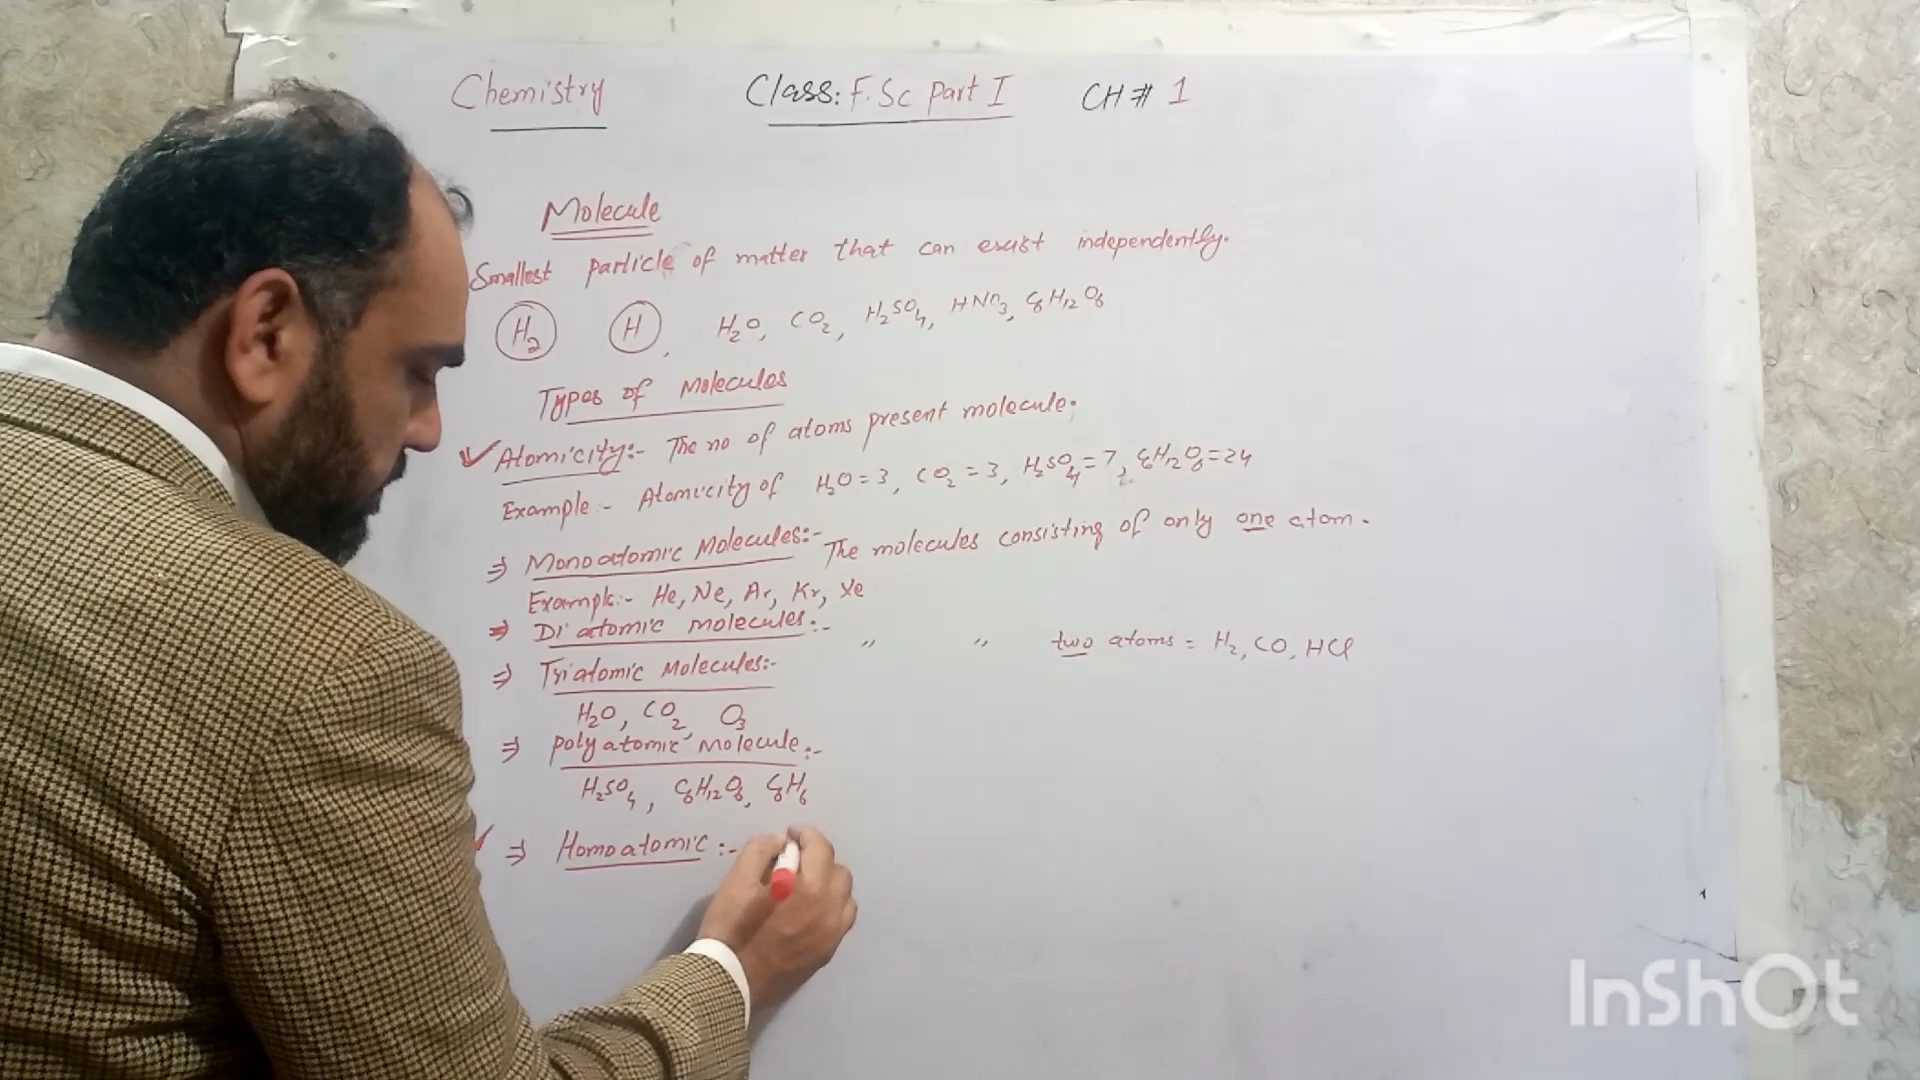 Chemistry Class: F.Sc Part I CH # 1
Molecule
Smallest particle of matter that can exist independently.
H₂ H, H₂O, CO₂, H₂SO₄, HNO₃, C₆H₁₂O₆
Types of Molecules
Atomicity:- The no. of atoms present molecule.
Example:- Atomicity of H₂O = 3, CO₂ = 3, H₂SO₄ = 7, C₆H₁₂O₆ = 24
⇒ Monoatomic Molecules:- The molecules consisting of only one atom.
Example:- He, Ne, Ar, Kr, Xe
⇒ Di atomic molecules:- " " two atoms = H₂, CO, HCl
⇒ Triatomic Molecules:-
H₂O, CO₂, O₃
⇒ Polyatomic Molecule:-
H₂SO₄, C₆H₁₂O₆, C₆H₆
⇒ Homoatomic :-
InShOt